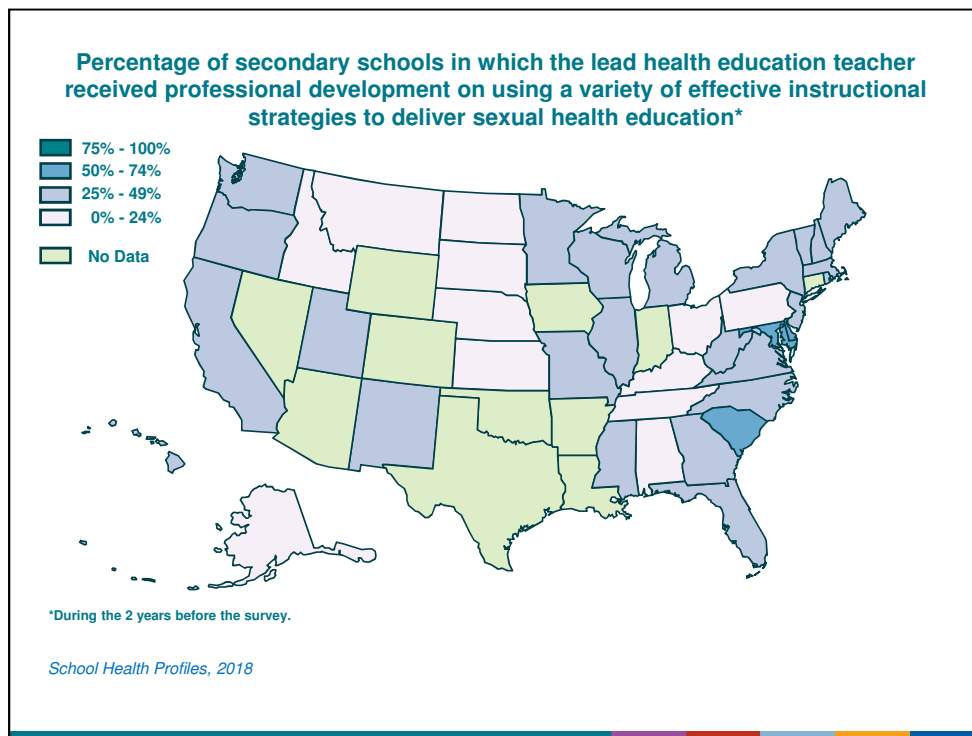 Percentage of secondary schools in which the lead health education teacher
received professional development on using a variety of effective instructional
strategies to deliver sexual health education*
75% - 100%
50% - 74%
25% - 49%
0% - 24%
No Data
*During the 2 years before the survey.
School Health Profiles, 2018